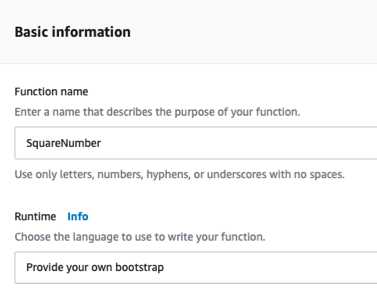 Basic information
Function name
Enter a name that describes the purpose of your function.
SquareNumber
Use only letters, numbers, hyphens, or underscores with no spaces.
Runtime Info
Choose the language to use to write your function.
Provide your own bootstrap